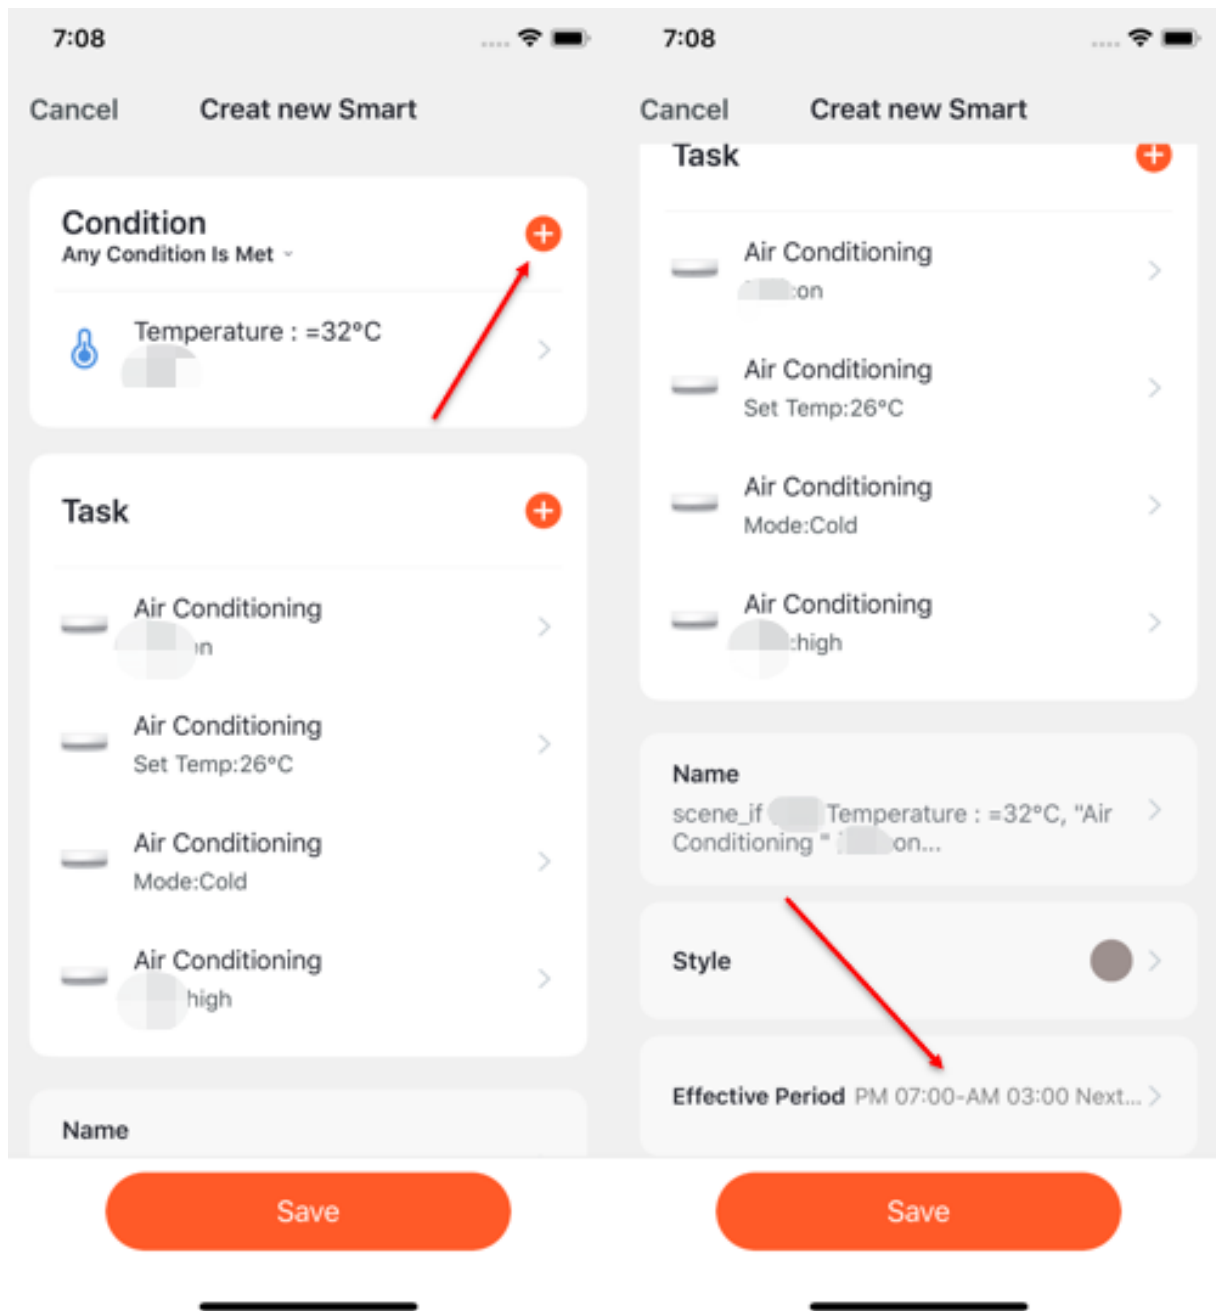 7:08
Cancel
Creat new Smart
Condition
Any Condition Is Met
Temperature : =32°C
Task
Air Conditioning
Air Conditioning
Set Temp:26°C
Air Conditioning
Mode:Cold
Air Conditioning
high
Name
Save
7:08
Cancel
Creat new Smart
Task
Air Conditioning
:on
Air Conditioning
Set Temp:26°C
Air Conditioning
Mode:Cold
Air Conditioning
:high
Name
scene_if Temperature : =32°C, "Air
Conditioning " on...
Style
Effective Period PM 07:00-AM 03:00 Next...
Save